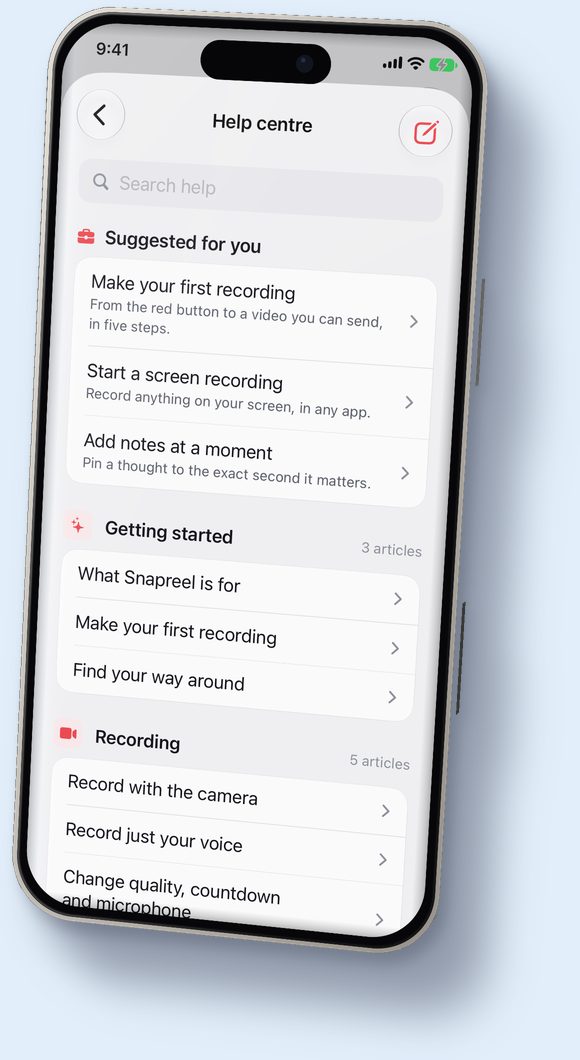 9:41
Help centre
Search help
Suggested for you
Make your first recording
From the red button to a video you can send,
in five steps.
Start a screen recording
Record anything on your screen, in any app.
Add notes at a moment
Pin a thought to the exact second it matters.
Getting started
3 articles
What Snapreel is for
Make your first recording
Find your way around
Recording
5 articles
Record with the camera
Record just your voice
Change quality, countdown
and microphone